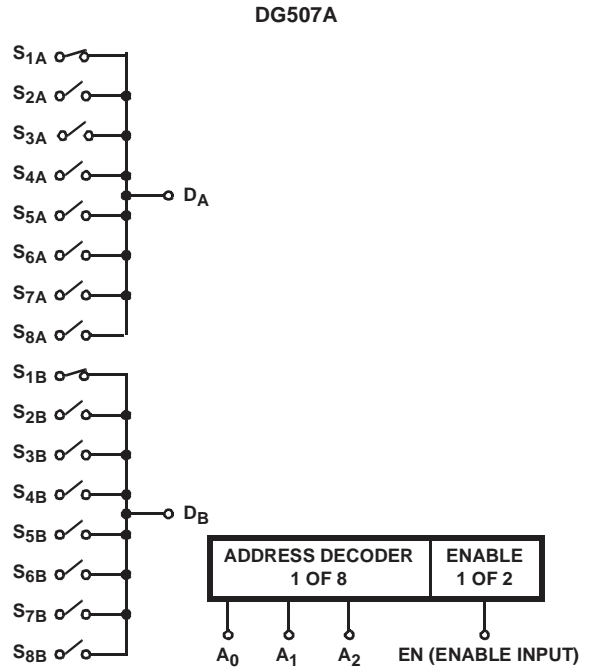 DG507A
S1A
S2A
S3A
S4A
DA
S5A
S6A
S7A
S8A
S1B
S2B
S3B
S4B
DB
S5B
S6B
S7B
S8B
ADDRESS DECODER
1 OF 8
ENABLE
1 OF 2
A0
A1
A2
EN (ENABLE INPUT)